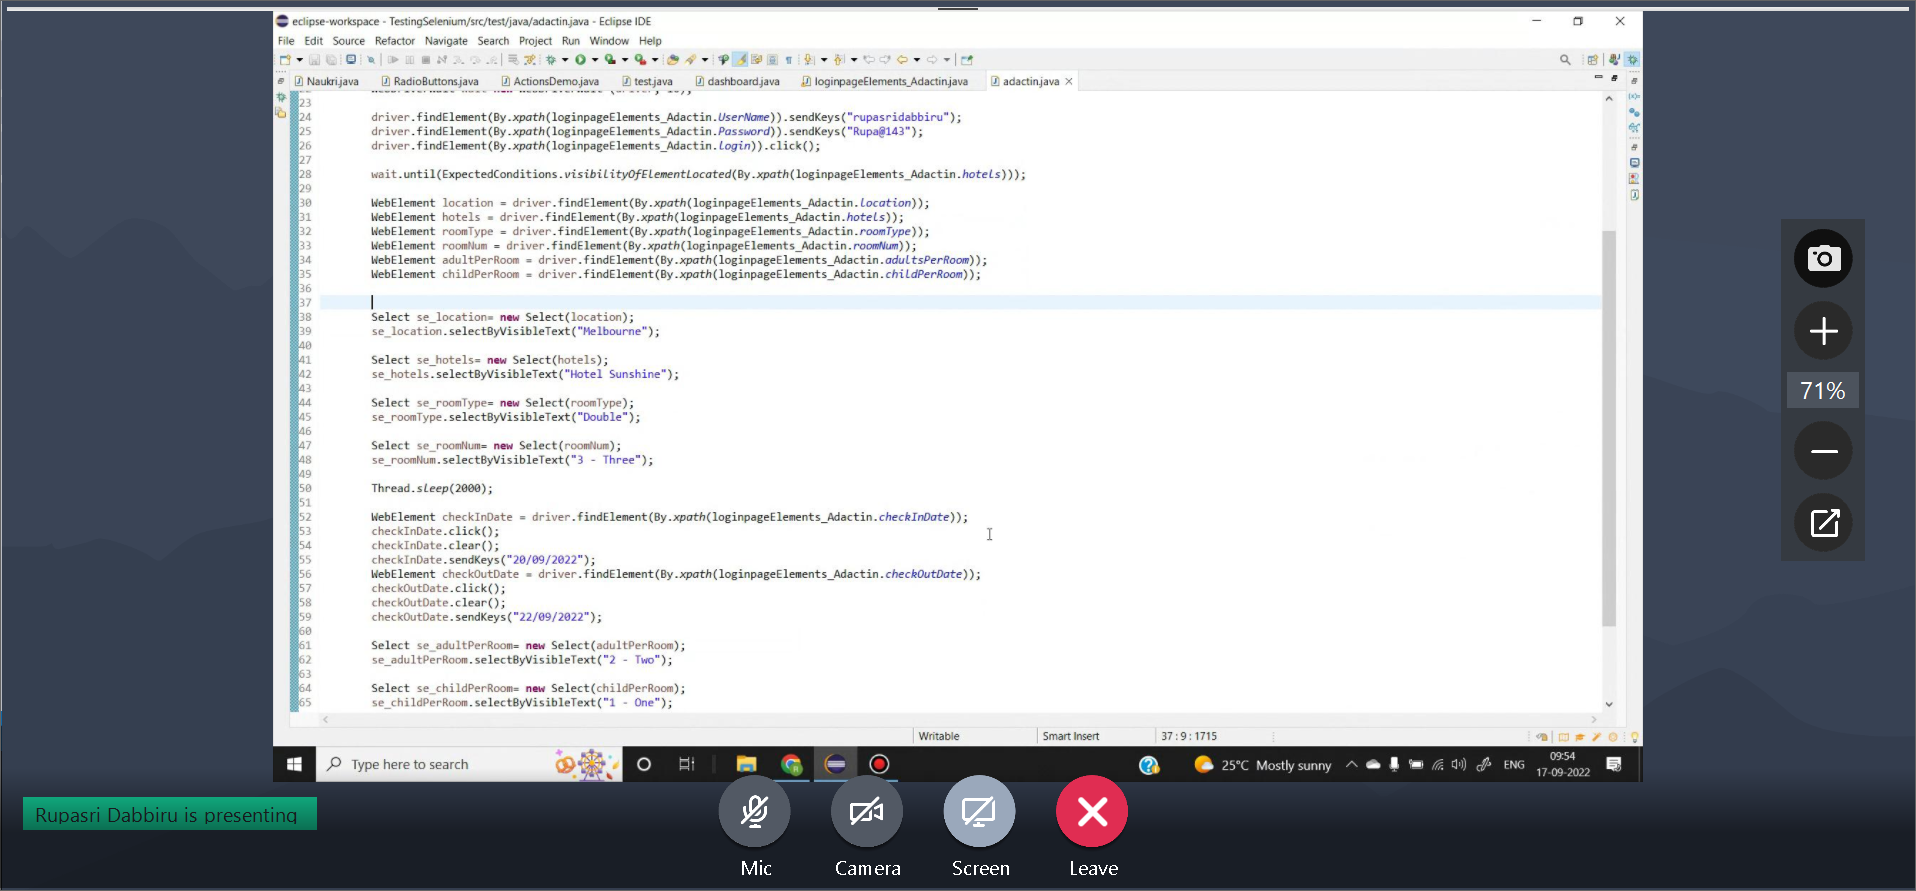 eclipse-workspace - TestingSelenium/src/test/java/adactin.java - Eclipse IDE
File Edit Source Refactor Navigate Search Project Run Window Help
Naukri.java RadioButtons.java ActionsDemo.java test.java dashboard.java loginpageElements_Adactin.java adactin.java
23
24 driver.findElement(By.xpath(loginpageElements_Adactin.UserName)).sendKeys("rupasridabbiru");
25 driver.findElement(By.xpath(loginpageElements_Adactin.Password)).sendKeys("Rupa@143");
26 driver.findElement(By.xpath(loginpageElements_Adactin.login)).click();
27
28 wait.until(ExpectedConditions.visibilityOfElementLocated(By.xpath(loginpageElements_Adactin.hotels)));
29
30 WebElement location = driver.findElement(By.xpath(loginpageElements_Adactin.location));
31 WebElement hotels = driver.findElement(By.xpath(loginpageElements_Adactin.hotels));
32 WebElement roomType = driver.findElement(By.xpath(loginpageElements_Adactin.roomType));
33 WebElement roomNum = driver.findElement(By.xpath(loginpageElements_Adactin.roomNum));
34 WebElement adultPerRoom = driver.findElement(By.xpath(loginpageElements_Adactin.adultsPerRoom));
35 WebElement childPerRoom = driver.findElement(By.xpath(loginpageElements_Adactin.childPerRoom));
36
37
38 Select se_location= new Select(location);
39 se_location.selectByVisibleText("Melbourne");
40
41 Select se_hotels= new Select(hotels);
42 se_hotels.selectByVisibleText("Hotel Sunshine");
43
44 Select se_roomType= new Select(roomType);
45 se_roomType.selectByVisibleText("Double");
46
47 Select se_roomNum= new Select(roomNum);
48 se_roomNum.selectByVisibleText("3 - Three");
49
50 Thread.sleep(2000);
51
52 WebElement checkInDate = driver.findElement(By.xpath(loginpageElements_Adactin.checkInDate));
53 checkInDate.click();
54 checkInDate.clear();
55 checkInDate.sendKeys("20/09/2022");
56 WebElement checkOutDate = driver.findElement(By.xpath(loginpageElements_Adactin.checkOutDate));
57 checkOutDate.click();
58 checkOutDate.clear();
59 checkOutDate.sendKeys("22/09/2022");
60
61 Select se_adultPerRoom= new Select(adultPerRoom);
62 se_adultPerRoom.selectByVisibleText("2 - Two");
63
64 Select se_childPerRoom= new Select(childPerRoom);
65 se_childPerRoom.selectByVisibleText("1 - One");
Writable Smart Insert 37 : 9 : 1715
Type here to search 25°C Mostly sunny ENG 09:54
17-09-2022
71%
Rupasri Dabbiru is presenting
Mic Camera Screen Leave